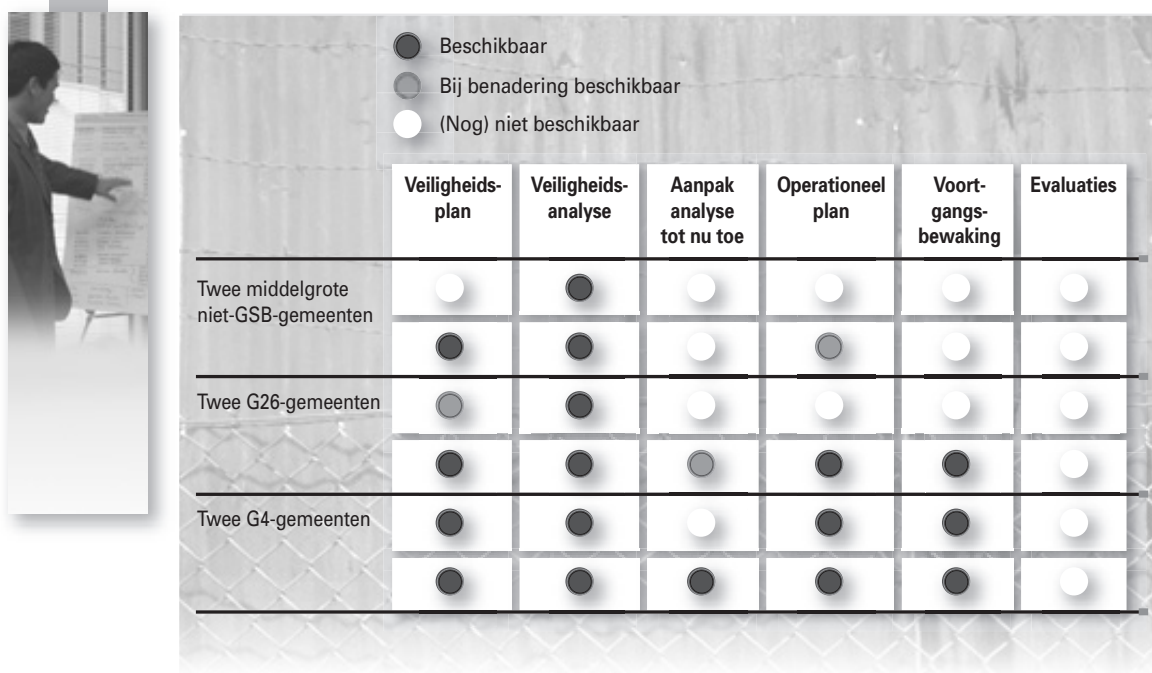 Beschikbaar
Bij benadering beschikbaar
(Nog) niet beschikbaar
Veiligheids-
plan
Veiligheids-
analyse
Aanpak
analyse
tot nu toe
Operationeel
plan
Voort-
gangs-
bewaking
Evaluaties
Twee middelgrote
niet-GSB-gemeenten
Twee G26-gemeenten
Twee G4-gemeenten